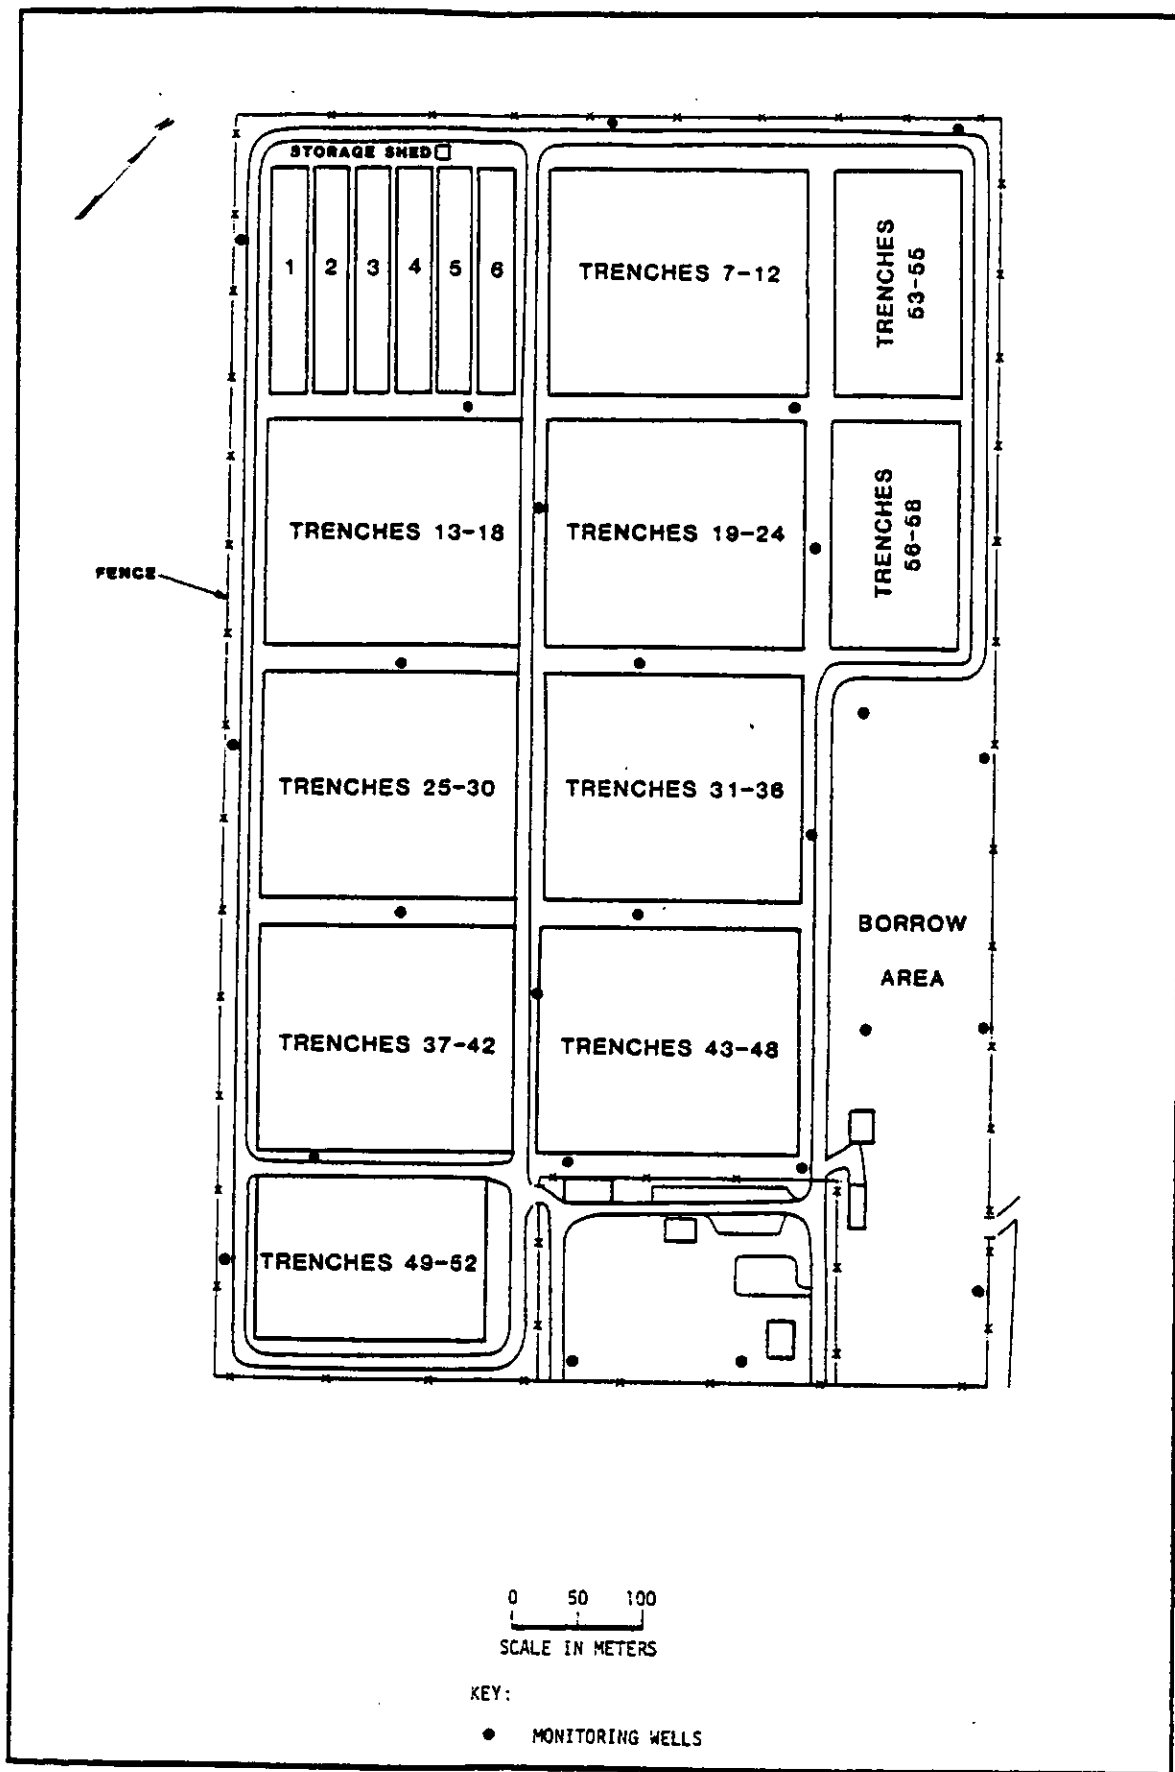 STORAGE SHED
1 2 3 4 5 6
TRENCHES 7-12
TRENCHES
53-55
TRENCHES 13-18
TRENCHES 19-24
TRENCHES
56-58
FENCE
TRENCHES 25-30
TRENCHES 31-36
BORROW
AREA
TRENCHES 37-42
TRENCHES 43-48
TRENCHES 49-52
0 50 100
SCALE IN METERS
KEY:
MONITORING WELLS